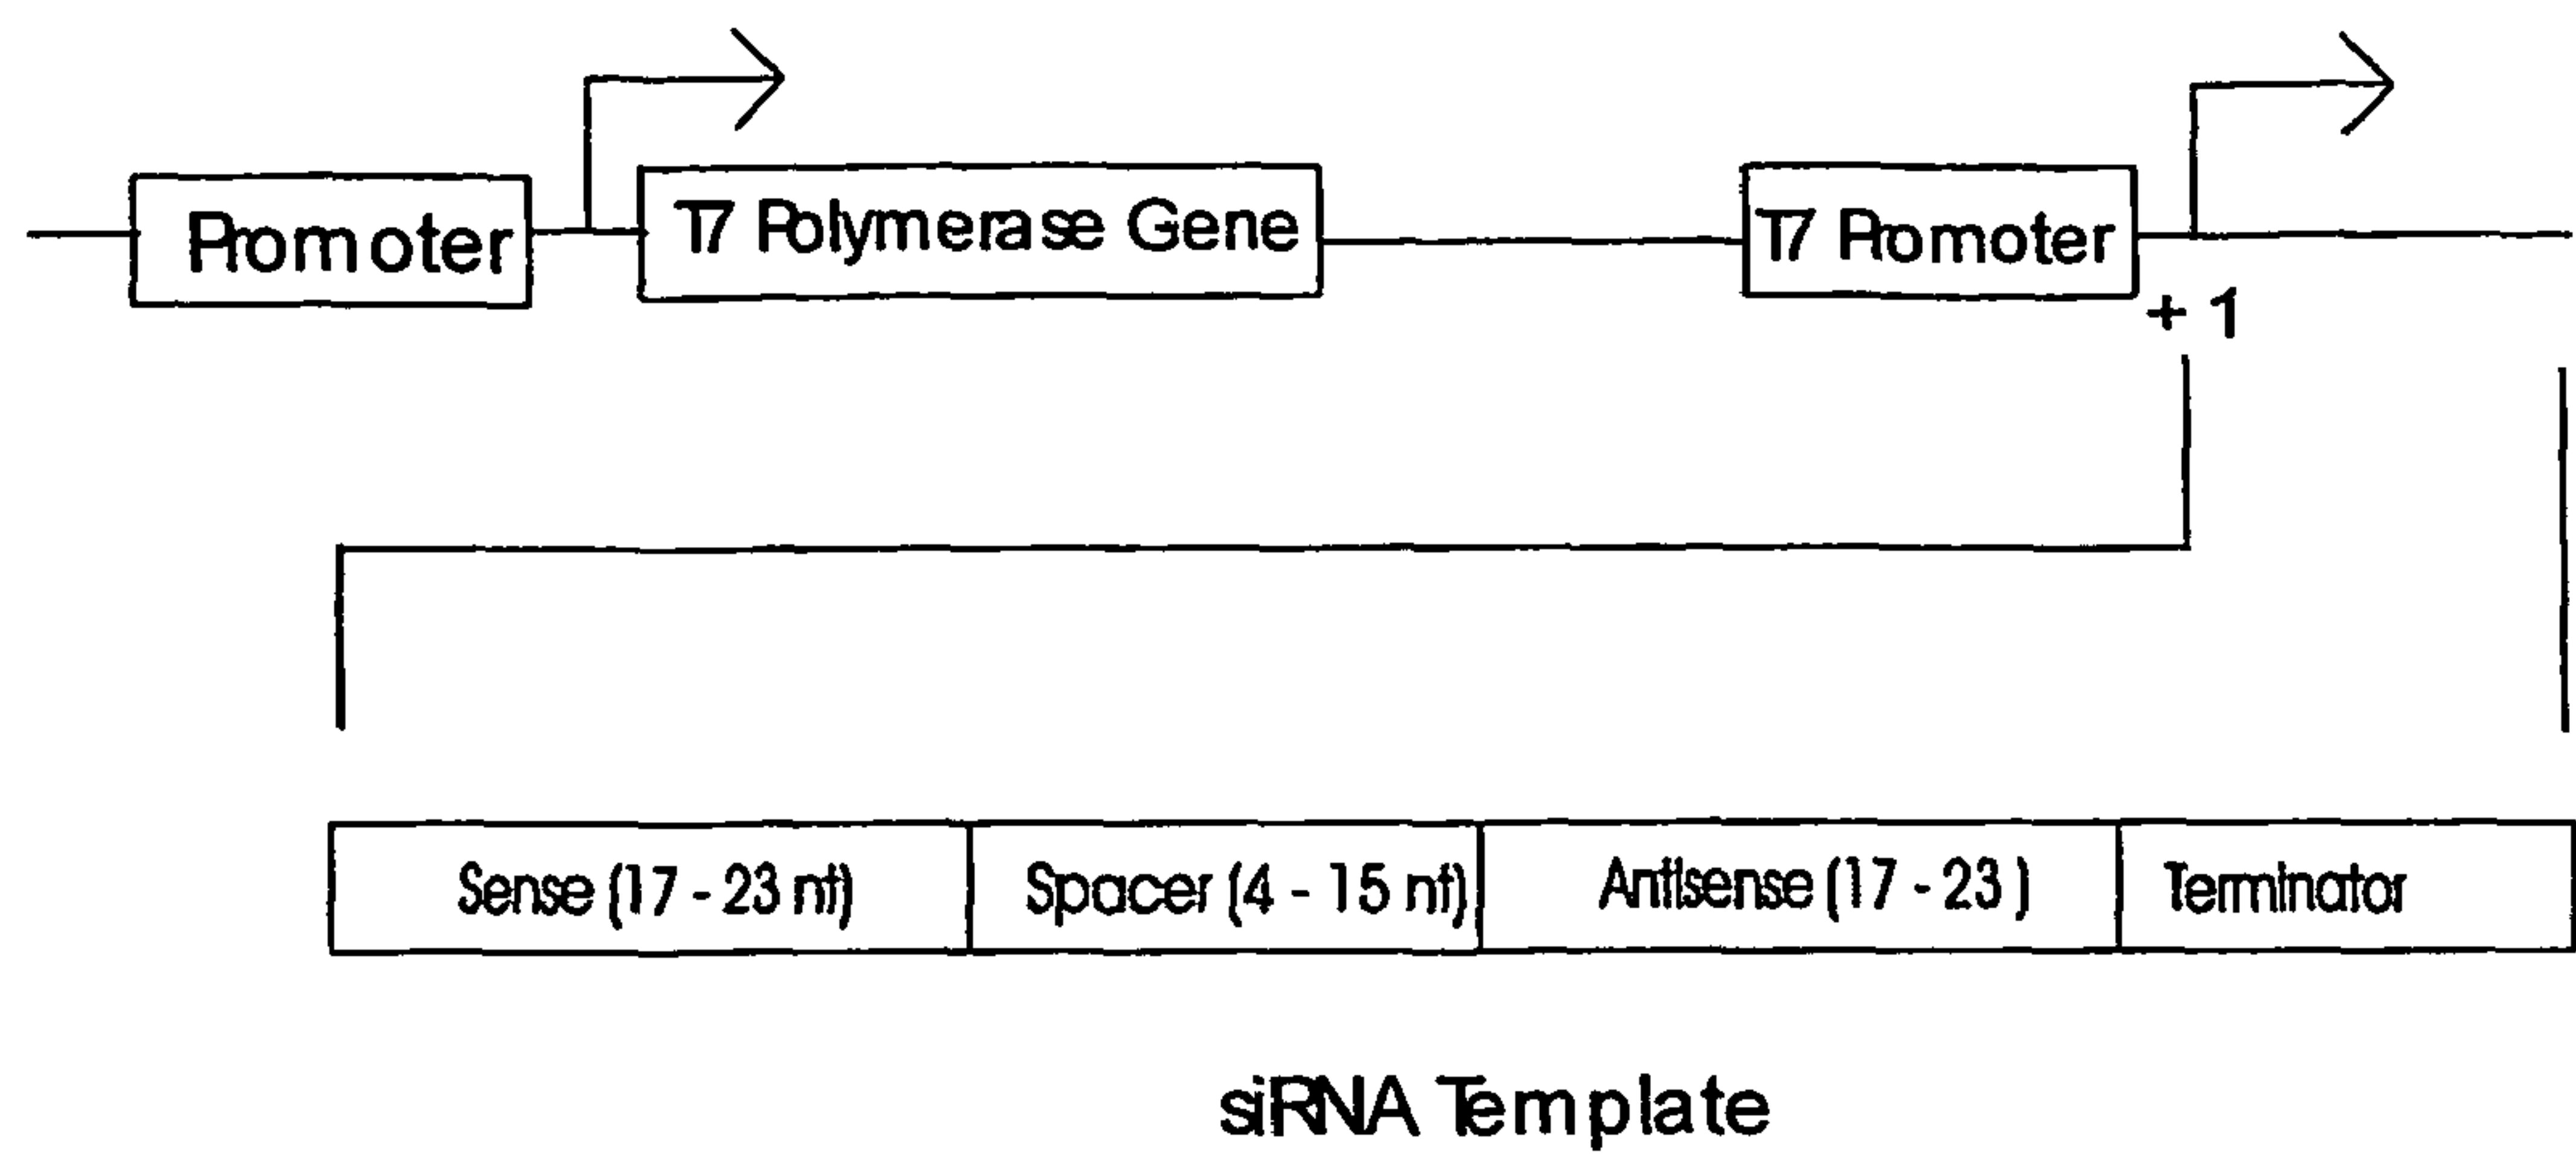 Promoter T7 Polymerase Gene T7 Promoter
+ 1
Sense (17 - 23 nt) Spacer (4 - 15 nt) Antisense (17 - 23 ) Terminator
siRNA Template